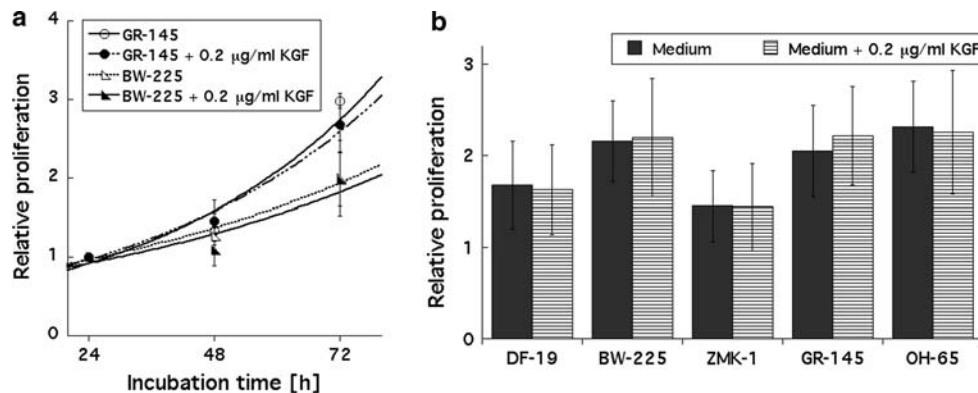 a
4
3
2
1
0
Relative proliferation
GR-145
GR-145 + 0.2 µg/ml KGF
BW-225
BW-225 + 0.2 µg/ml KGF
24
48
72
Incubation time [h]
b
Medium
Medium + 0.2 µg/ml KGF
3
2
1
0
Relative proliferation
DF-19
BW-225
ZMK-1
GR-145
OH-65